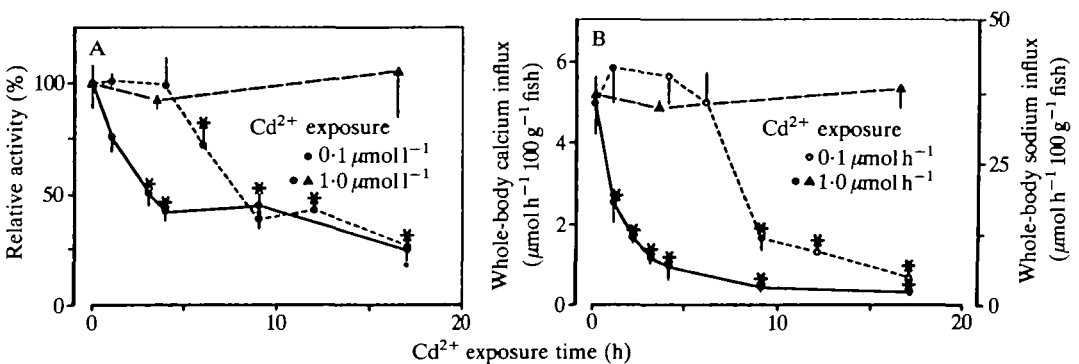 A
100
50
0
Relative activity (%)
Cd²⁺ exposure
0·1 μmol l⁻¹
1·0 μmol l⁻¹
0
10
20
Whole-body calcium influx
(μmol h⁻¹ 100 g⁻¹ fish)
B
6
4
2
0
Cd²⁺ exposure
0·1 μmol h⁻¹
1·0 μmol h⁻¹
0
10
20
50
25
0
Whole-body sodium influx
(μmol h⁻¹ 100 g⁻¹ fish)
Cd²⁺ exposure time (h)